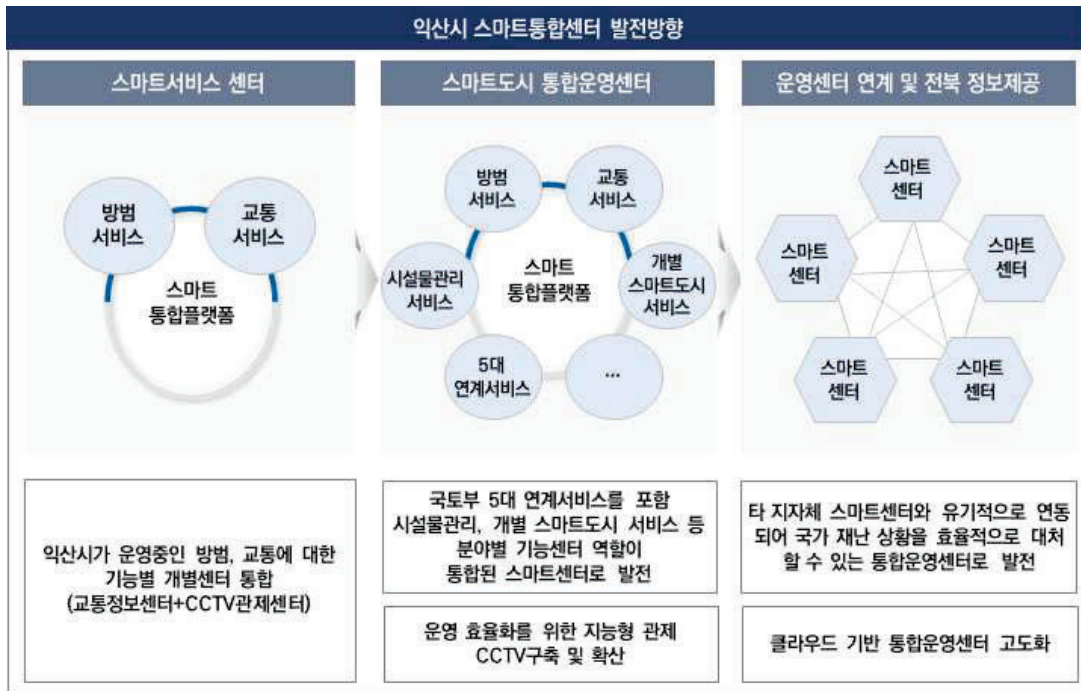 익산시 스마트통합센터 발전방향
스마트서비스 센터
방범
서비스
교통
서비스
스마트
통합플랫폼
익산시가 운영중인 방범, 교통에 대한
기능별 개별센터 통합
(교통정보센터+CCTV관제센터)
스마트도시 통합운영센터
방범
서비스
교통
서비스
시설물관리
서비스
스마트
통합플랫폼
개별
스마트도시
서비스
5대
연계서비스
...
국토부 5대 연계서비스를 포함
시설물관리, 개별 스마트도시 서비스 등
분야별 기능센터 역할이
통합된 스마트센터로 발전
운영 효율화를 위한 지능형 관제
CCTV구축 및 확산
운영센터 연계 및 전북 정보제공
스마트
센터
스마트
센터
스마트
센터
스마트
센터
스마트
센터
타 지자체 스마트센터와 유기적으로 연동
되어 국가 재난 상황을 효율적으로 대처
할 수 있는 통합운영센터로 발전
클라우드 기반 통합운영센터 고도화